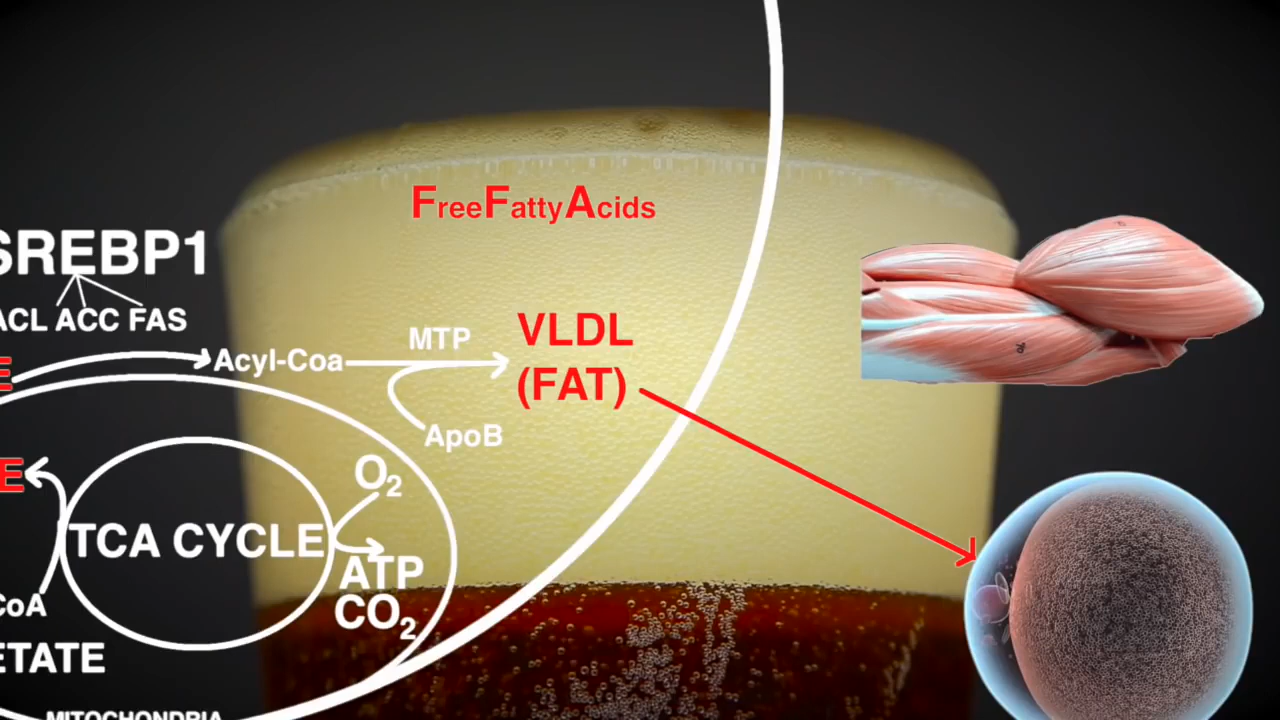 FreeFattyAcids
SREBP1
ACL ACC FAS
MTP
VLDL
(FAT)
E
Acyl-Coa
ApoB
O₂
E
TCA CYCLE
ATP
CO₂
CoA
ETATE
MITOCHONDRIA